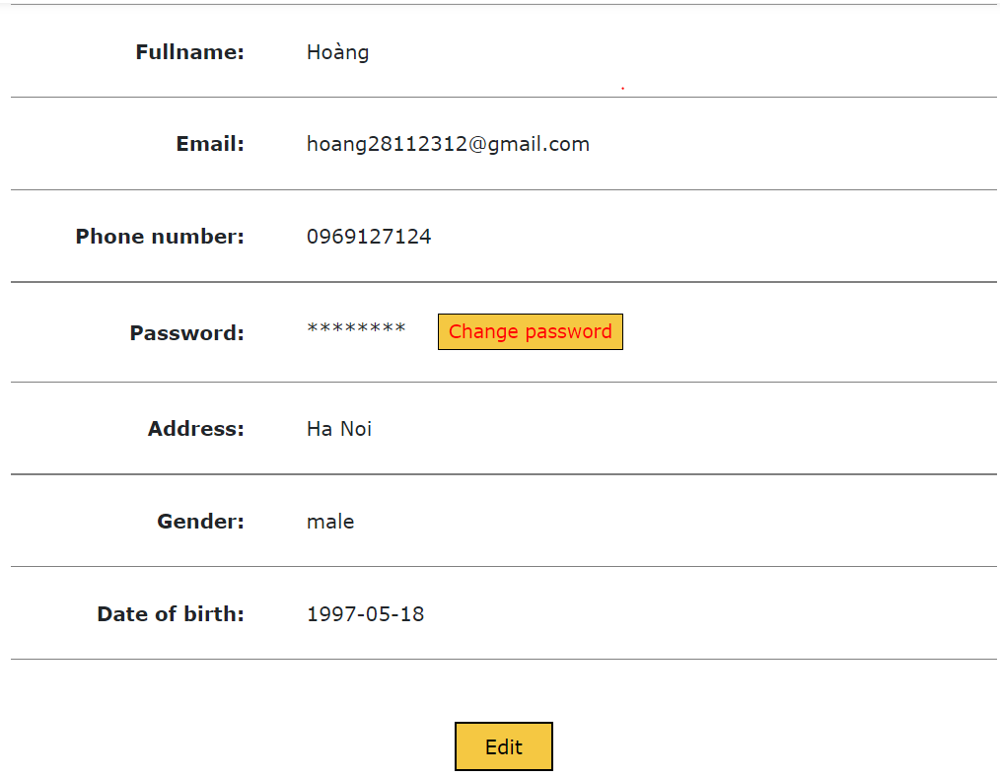 Fullname: Hoàng
Email: hoang28112312@gmail.com
Phone number: 0969127124
Password: ******** Change password
Address: Ha Noi
Gender: male
Date of birth: 1997-05-18
Edit